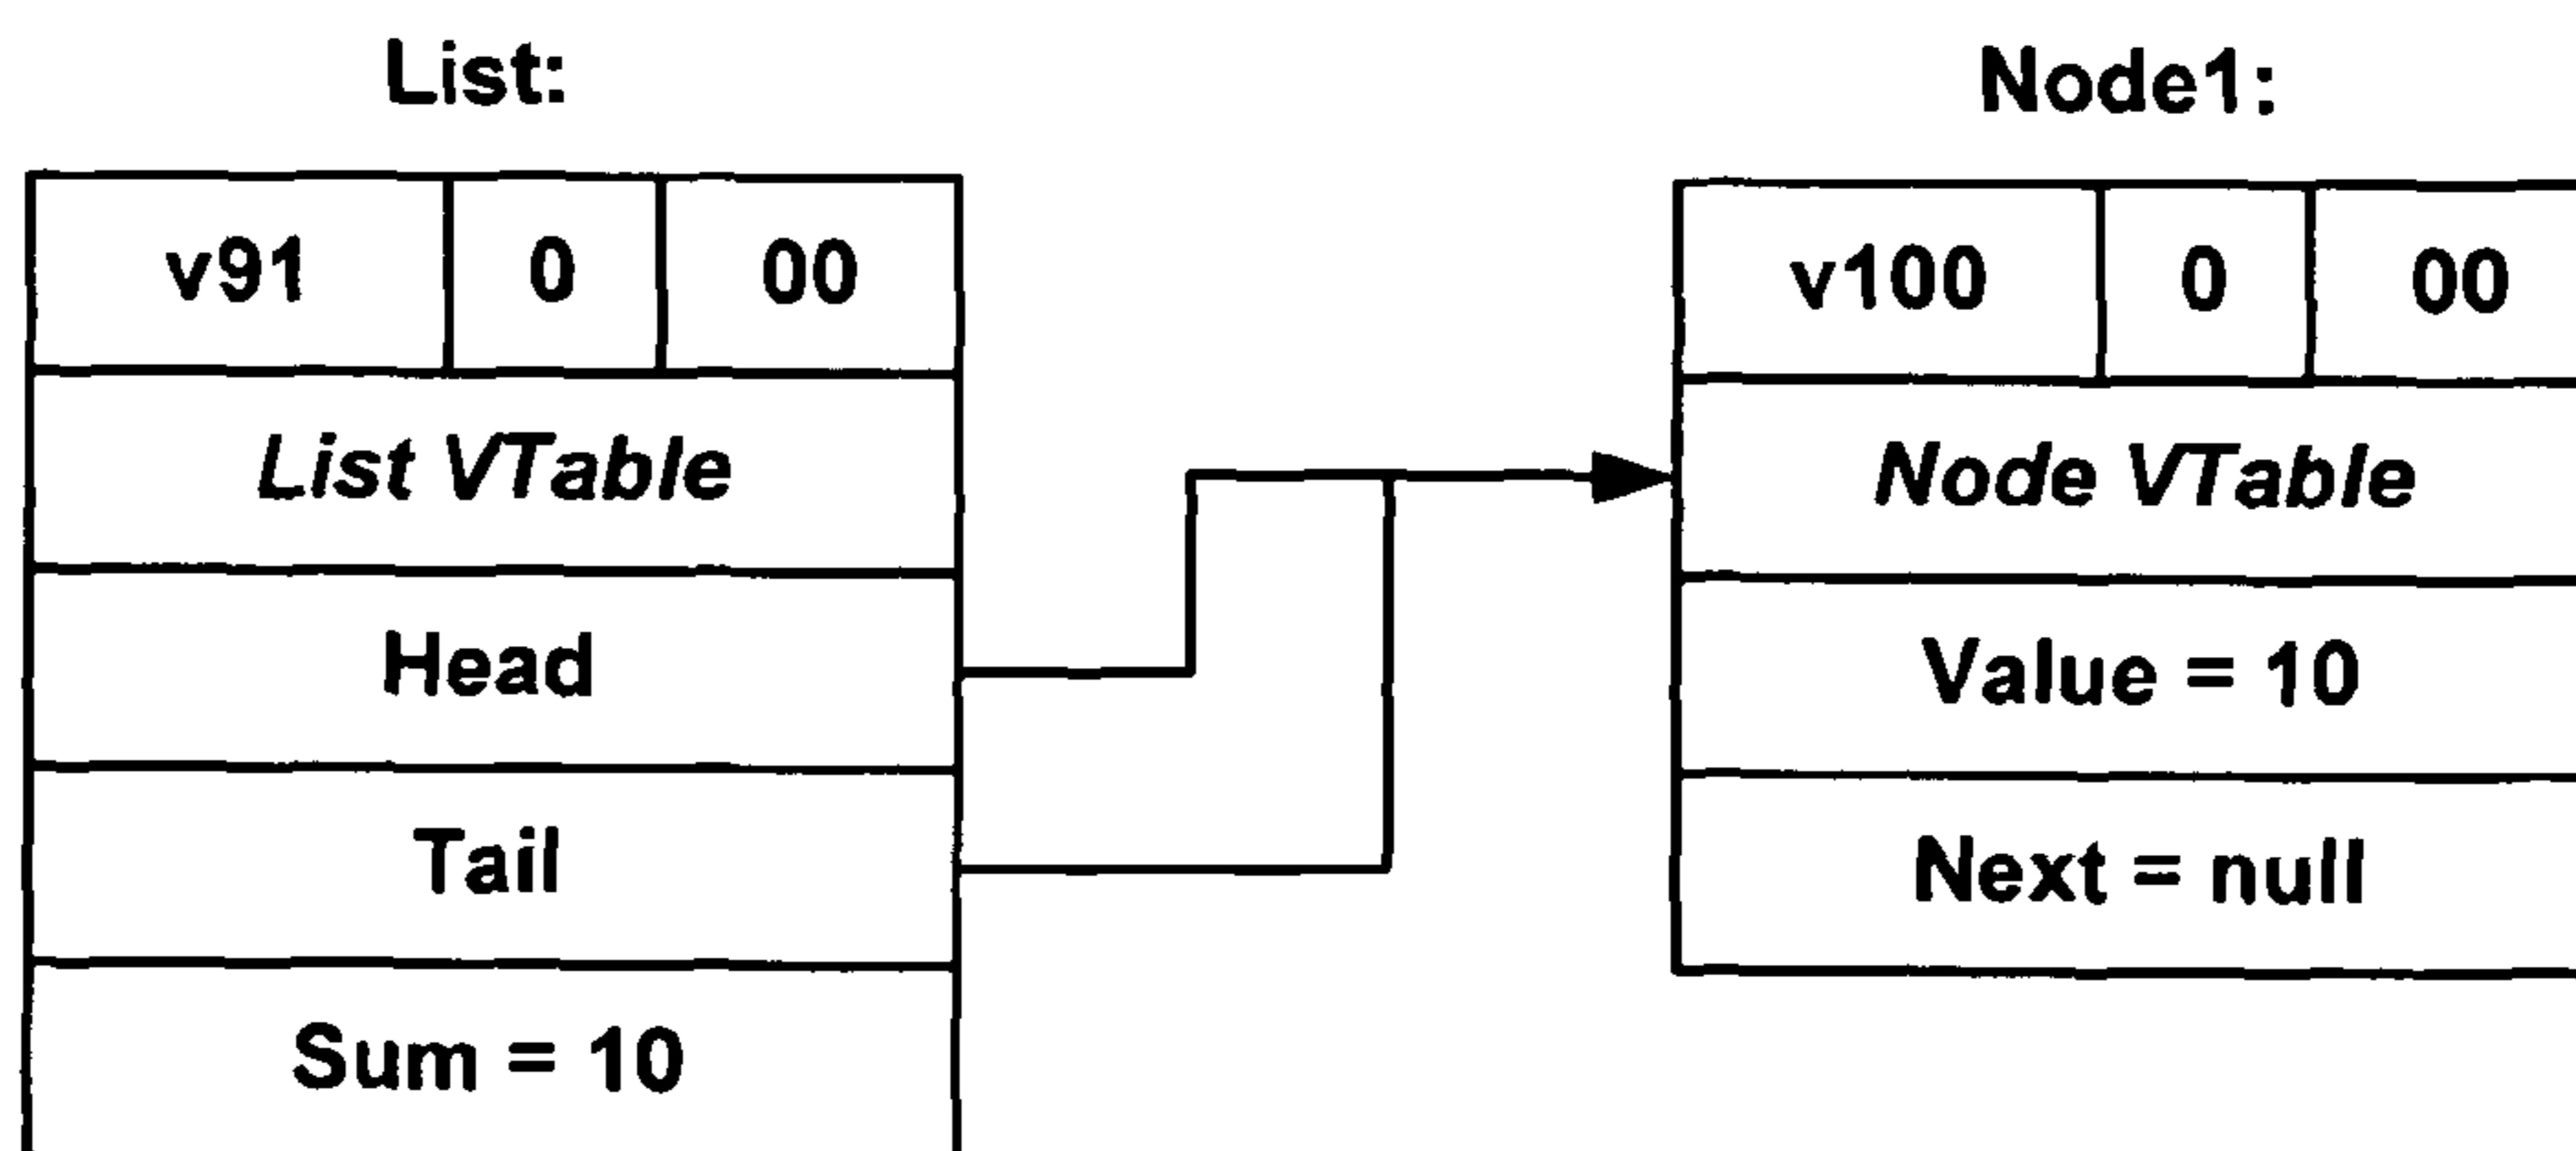 List:
v91 0 00
List VTable
Head
Tail
Sum = 10
Node1:
v100 0 00
Node VTable
Value = 10
Next = null